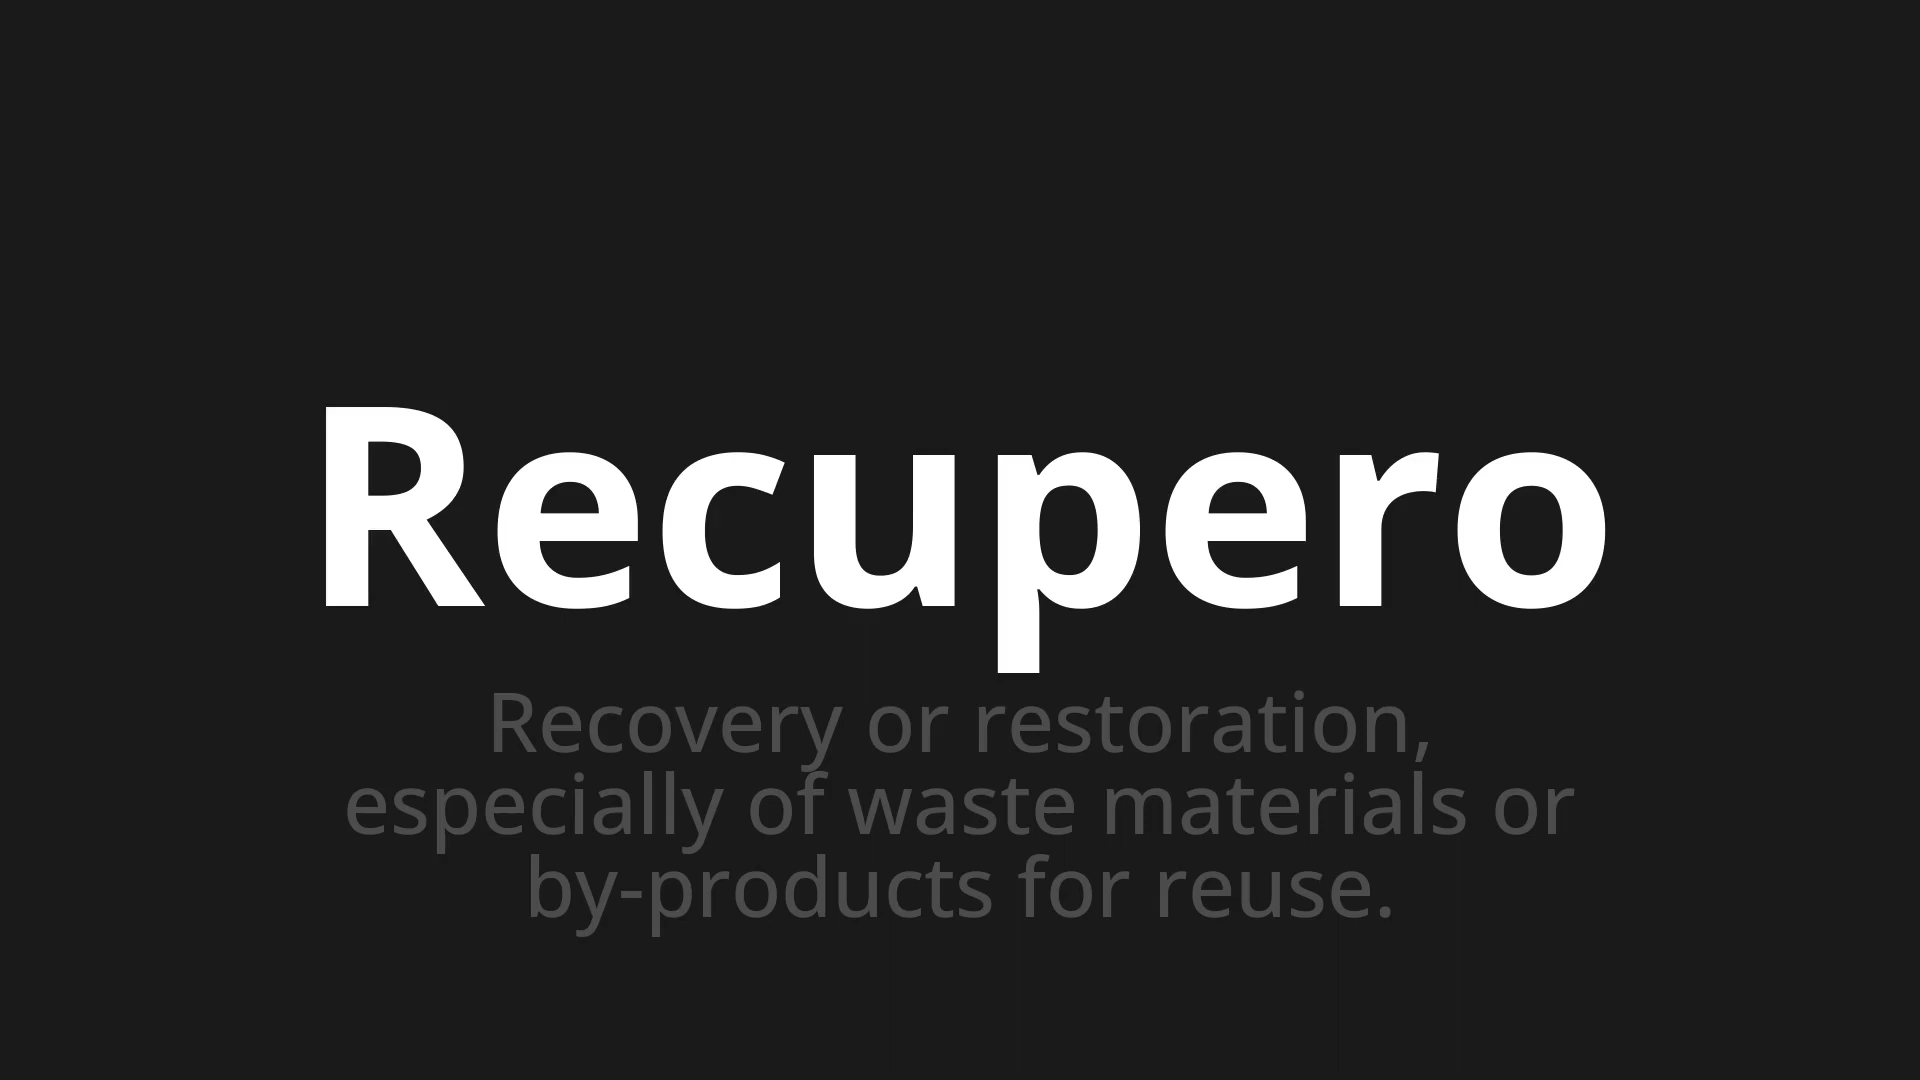 Recupero
Recovery or restoration,
especially of waste materials or
by-products for reuse.